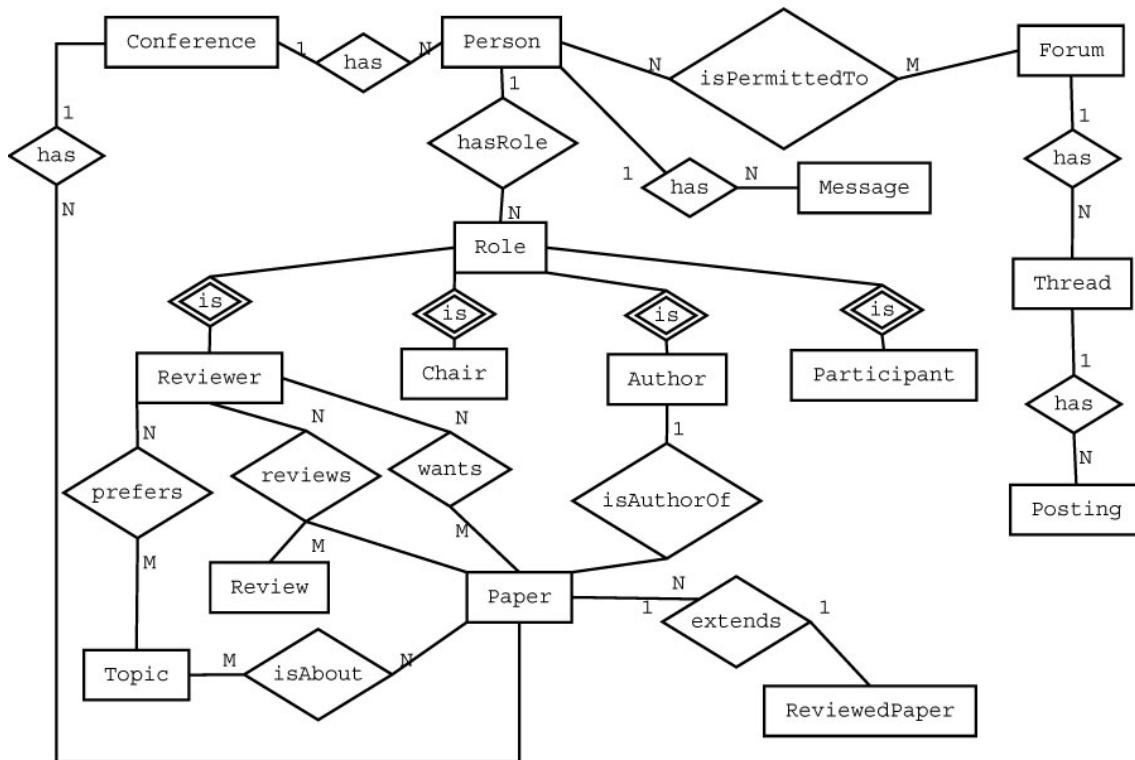 Conference
1
has
N
Person
N
isPermittedTo
M
Forum
1
has
N
1
hasRole
N
1
has
N
Message
1
has
N
Role
Thread
is
is
is
is
Reviewer
Chair
Author
Participant
1
has
N
Posting
N
prefers
M
N
reviews
M
N
wants
M
1
isAuthorOf
N
Review
Paper
1
extends
1
Topic
M
isAbout
N
ReviewedPaper